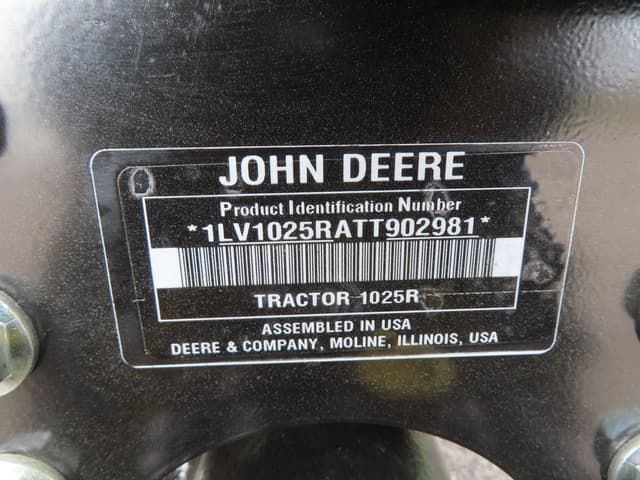 JOHN DEERE
Product Identification Number
*1LV1025RATT902981*
TRACTOR 1025R
ASSEMBLED IN USA
DEERE & COMPANY, MOLINE, ILLINOIS, USA